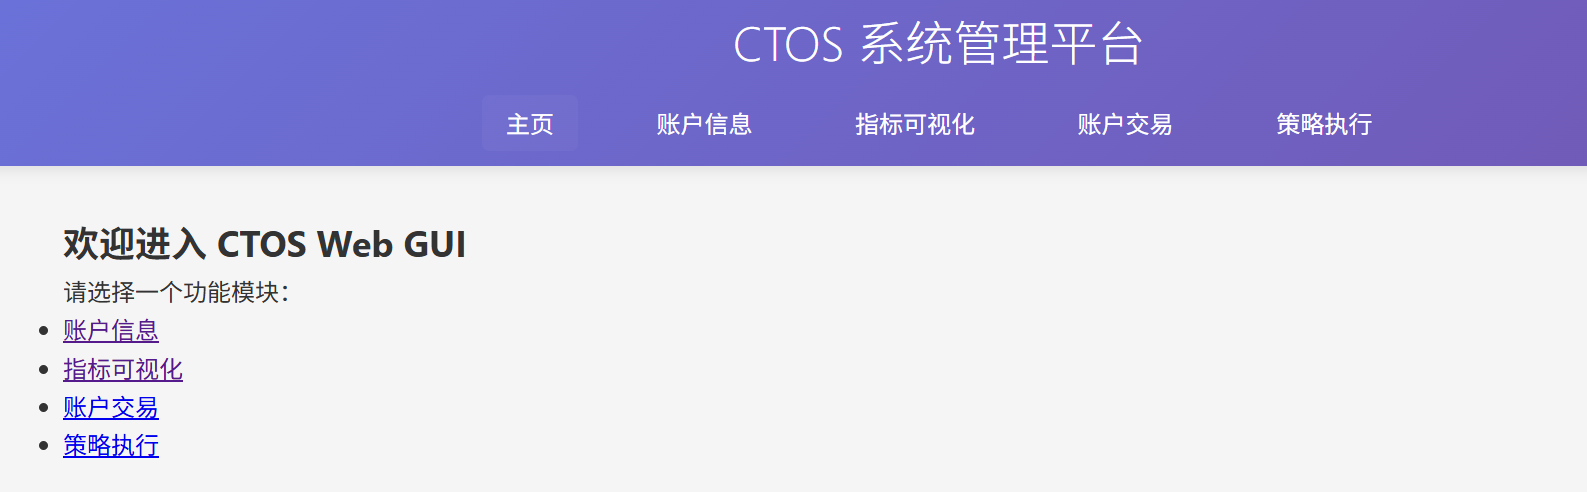 CTOS 系统管理平台
主页 账户信息 指标可视化 账户交易 策略执行
欢迎进入 CTOS Web GUI
请选择一个功能模块：
账户信息
指标可视化
账户交易
策略执行